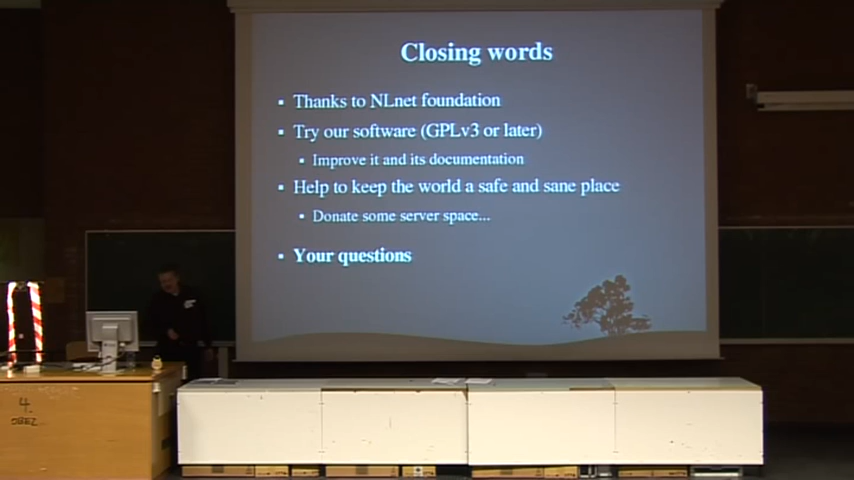 Closing words
Thanks to NLnet foundation
Try our software (GPLv3 or later)
Improve it and its documentation
Help to keep the world a safe and sane place
Donate some server space...
Your questions
4.